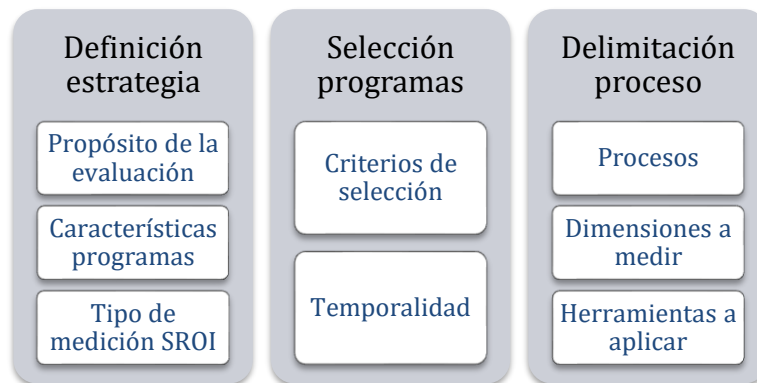 Definición
estrategia
Propósito de la
evaluación
Características
programas
Tipo de
medición SROI
Selección
programas
Criterios de
selección
Temporalidad
Delimitación
proceso
Procesos
Dimensiones a
medir
Herramientas a
aplicar